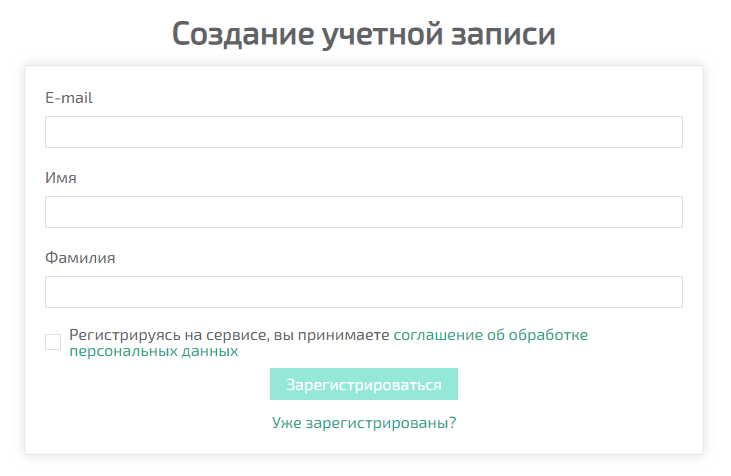 Создание учетной записи
E-mail
Имя
Фамилия
Регистрируясь на сервисе, вы принимаете соглашение об обработке
персональных данных
Зарегистрироваться
Уже зарегистрированы?